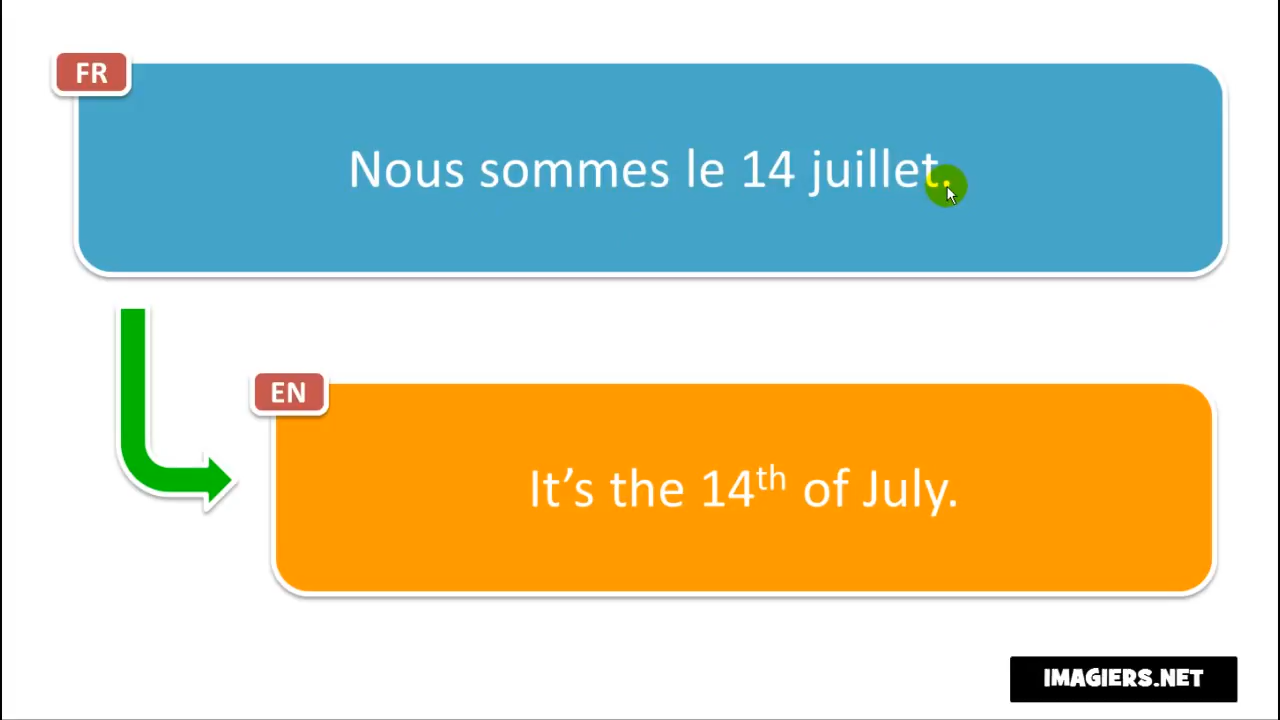 FR
Nous sommes le 14 juillet.
EN
It’s the 14th of July.
IMAGIERS.NET